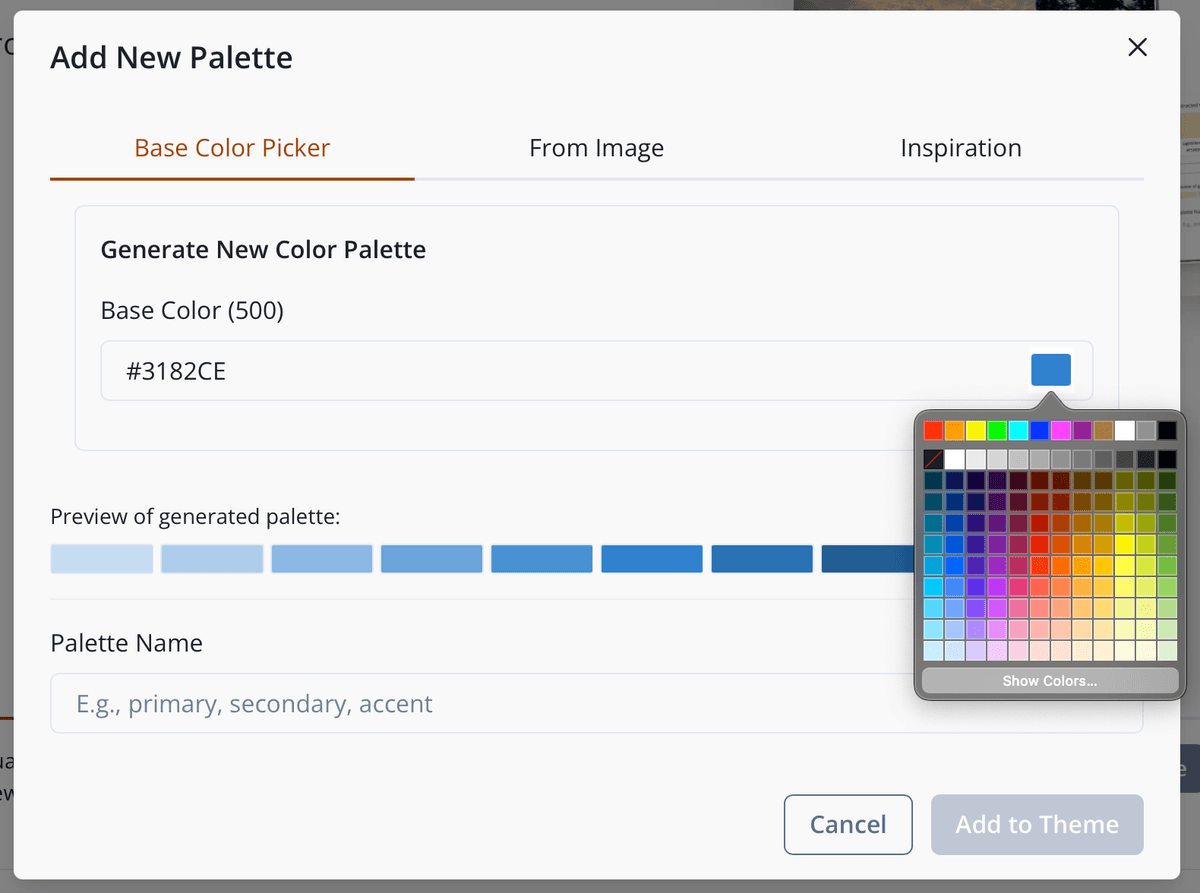 Add New Palette
Base Color Picker
From Image
Inspiration
Generate New Color Palette
Base Color (500)
#3182CE
Preview of generated palette:
Palette Name
E.g., primary, secondary, accent
Show Colors...
Cancel
Add to Theme